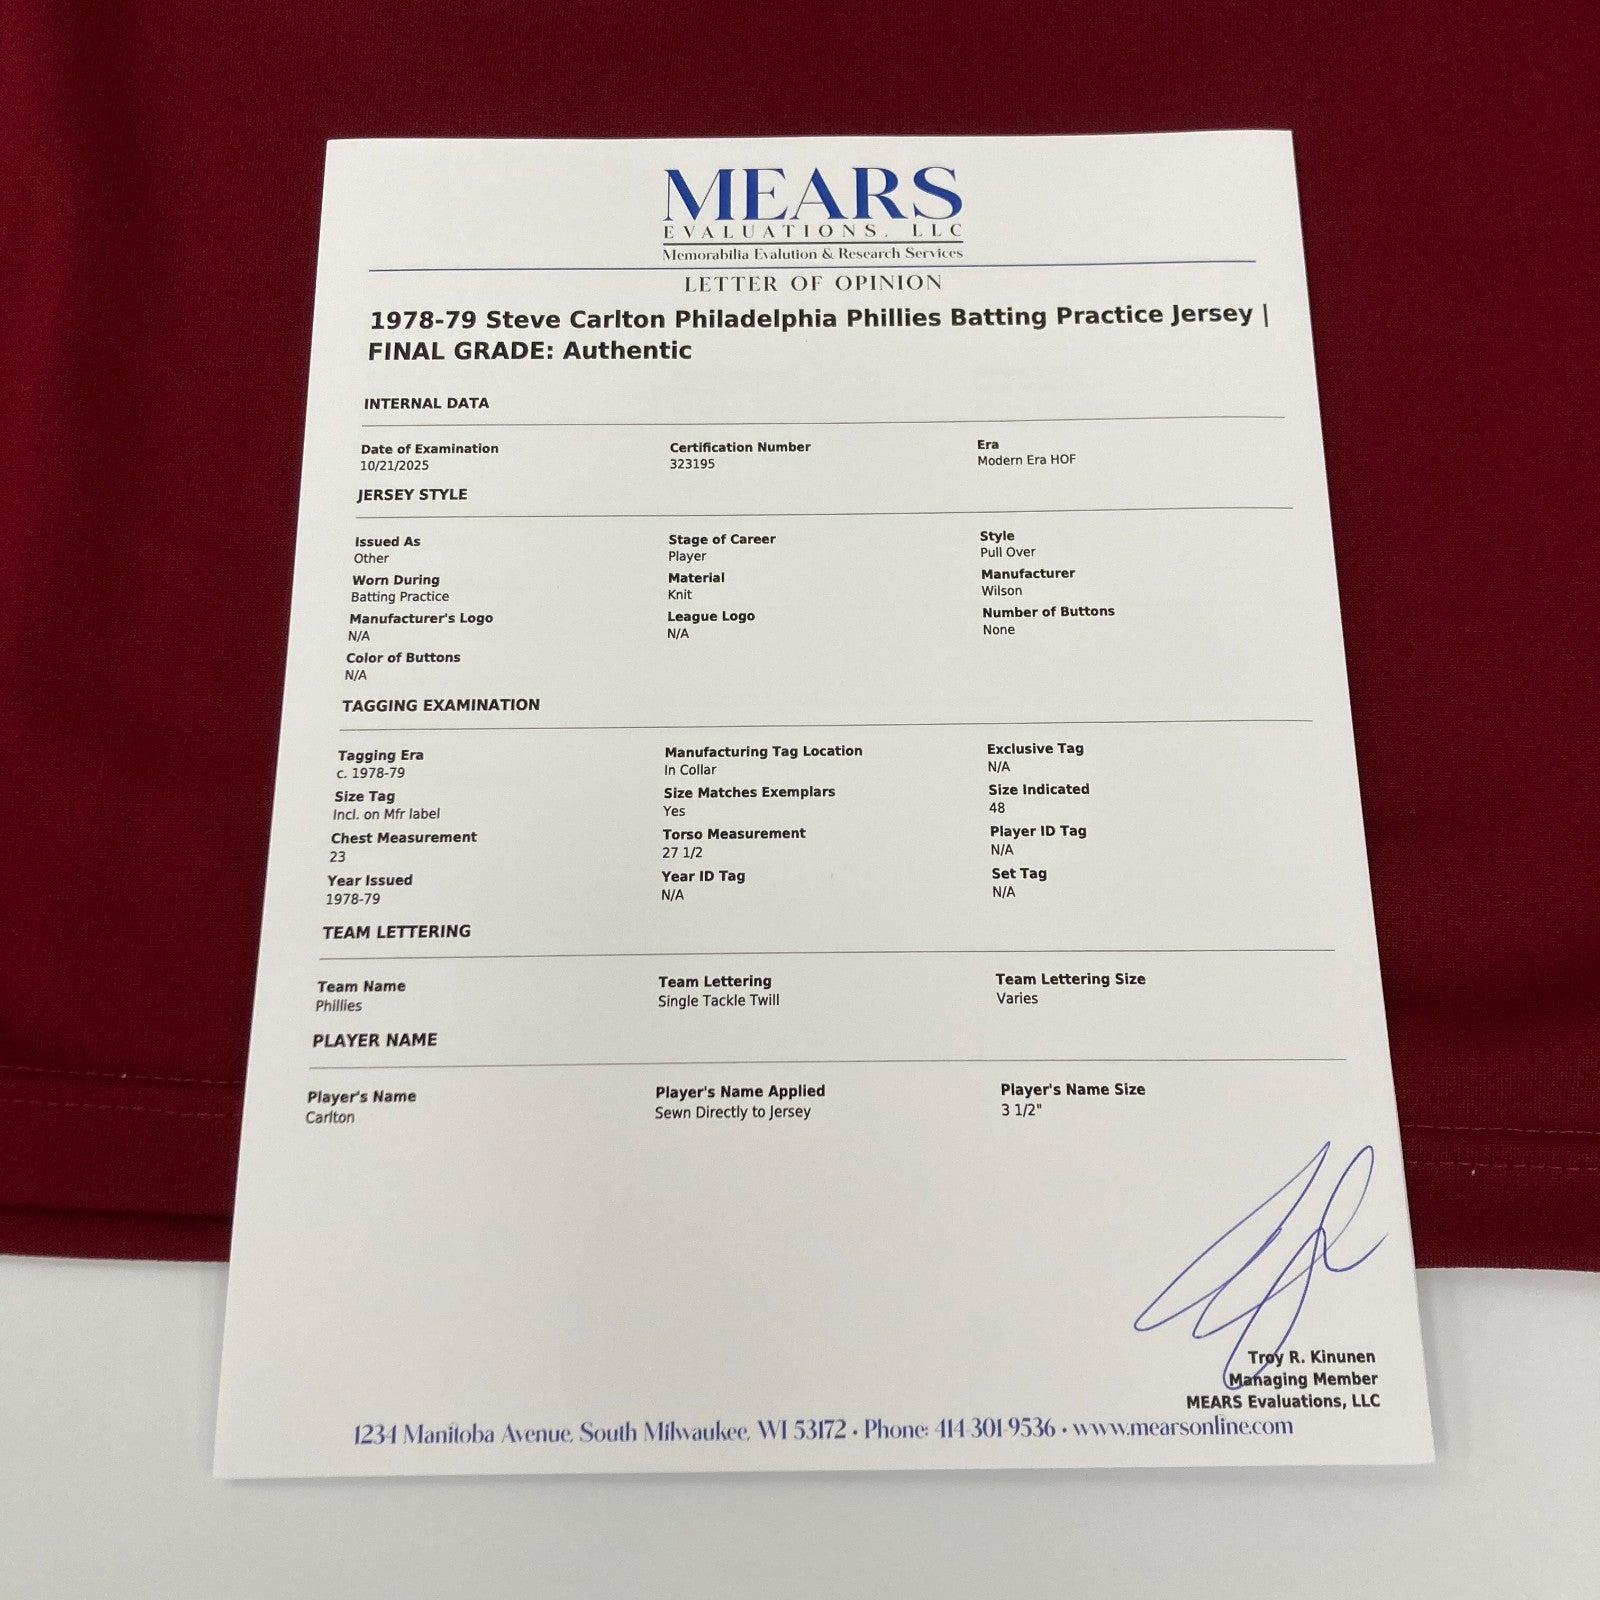 MEARS
EVALUATIONS, LLC
Memorabilia Evalution & Research Services
LETTER OF OPINION
1978-79 Steve Carlton Philadelphia Phillies Batting Practice Jersey |
FINAL GRADE: Authentic
INTERNAL DATA
Date of Examination Certification Number Era
10/21/2025 323195 Modern Era HOF
JERSEY STYLE
Issued As Stage of Career Style
Other Player Pull Over
Worn During Material Manufacturer
Batting Practice Knit Wilson
Manufacturer's Logo League Logo Number of Buttons
N/A N/A None
Color of Buttons
N/A
TAGGING EXAMINATION
Tagging Era Manufacturing Tag Location Exclusive Tag
c. 1978-79 In Collar N/A
Size Tag Size Matches Exemplars Size Indicated
Incl. on Mfr label Yes 48
Chest Measurement Torso Measurement Player ID Tag
23 27 1/2 N/A
Year Issued Year ID Tag Set Tag
1978-79 N/A N/A
TEAM LETTERING
Team Name Team Lettering Team Lettering Size
Phillies Single Tackle Twill Varies
PLAYER NAME
Player's Name Player's Name Applied Player's Name Size
Carlton Sewn Directly to Jersey 3 1/2"
Troy R. Kinunen
Managing Member
MEARS Evaluations, LLC
1234 Manitoba Avenue, South Milwaukee, WI 53172 • Phone: 414-301-9536 • www.mearsonline.com